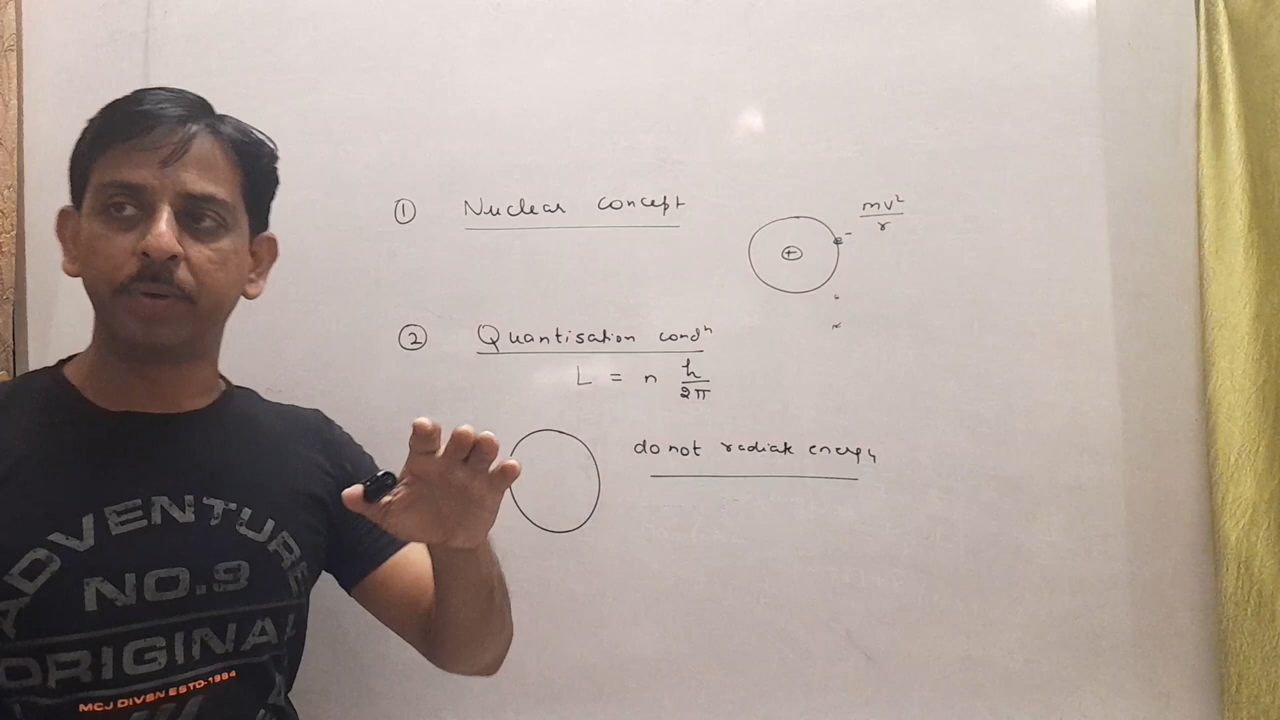 ① Nuclear concept
mv²
r
+
e⁻
② Quantisation condⁿ
L = n h
2π
do not radiate energy
ADVENTURE
NO.9
ORIGINAL
MCJ DIVSN ESTD-1984